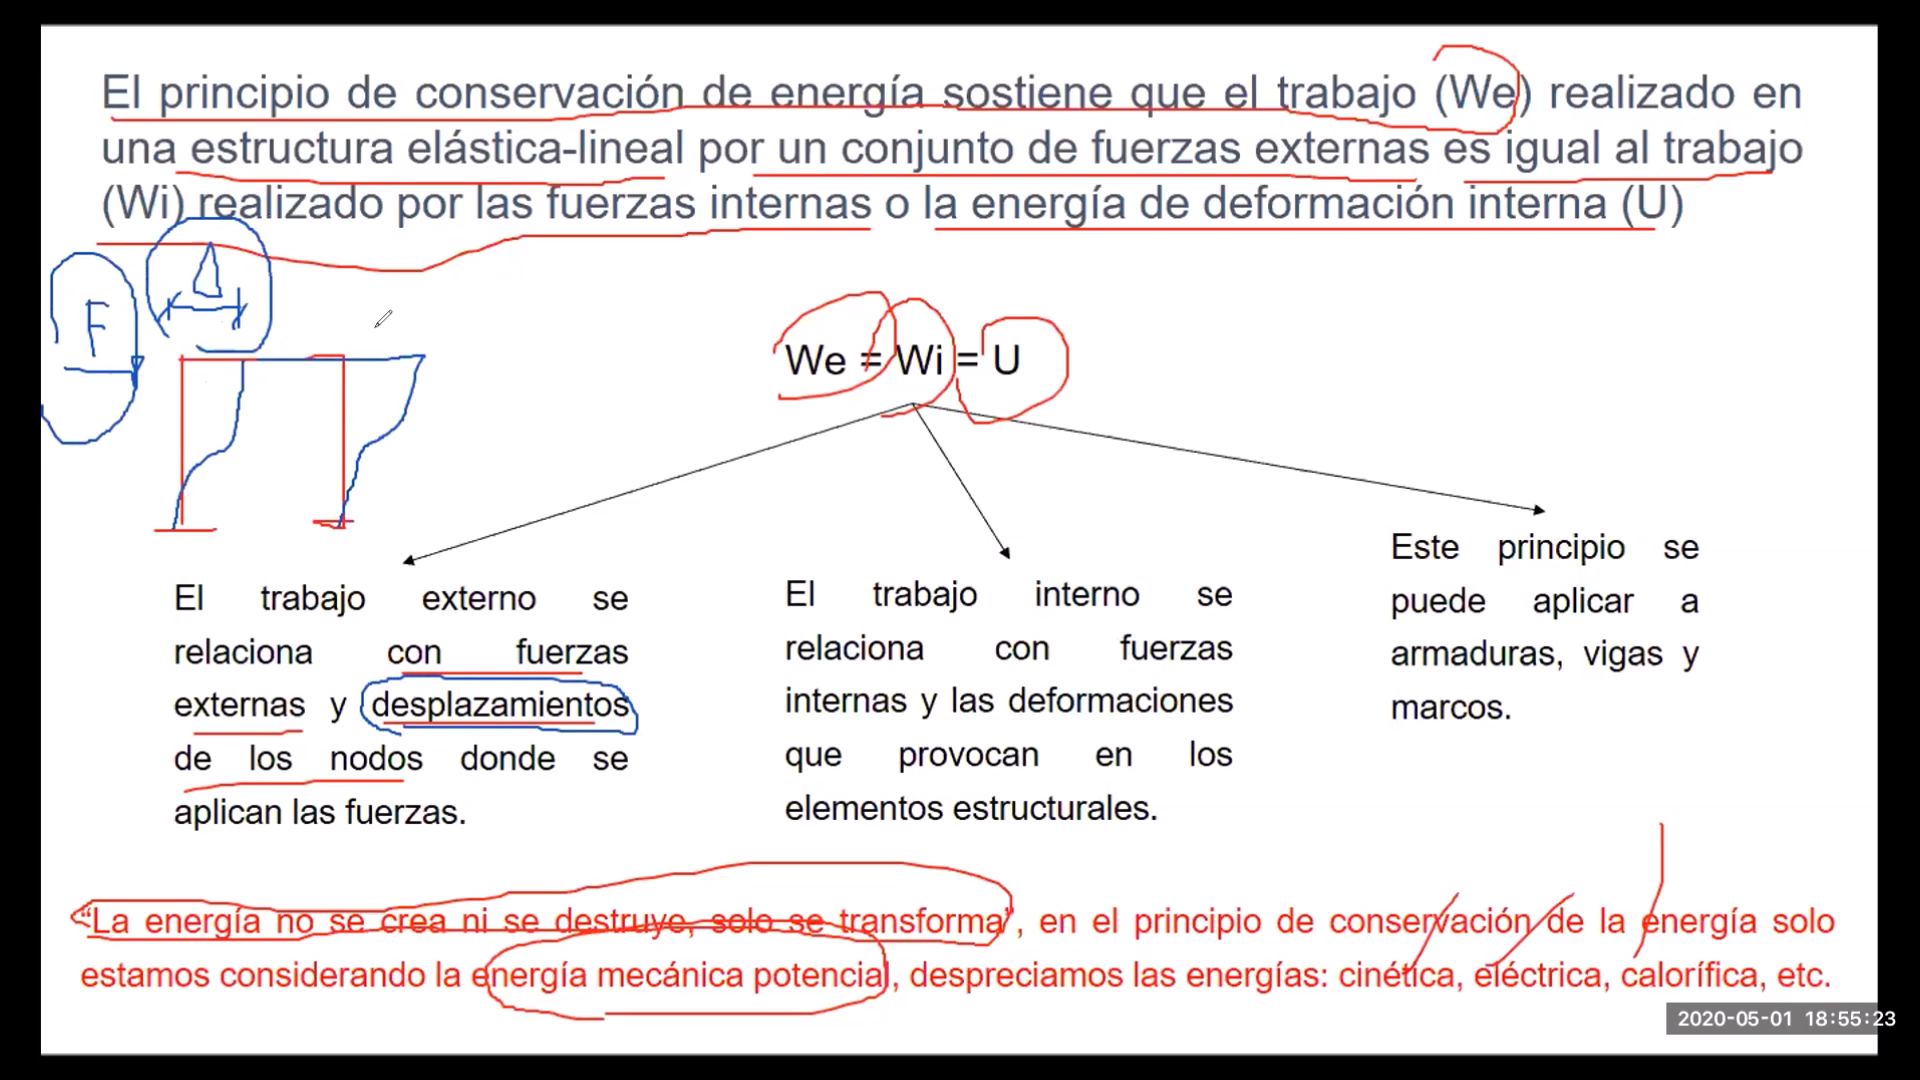 El principio de conservación de energía sostiene que el trabajo (We) realizado en
una estructura elástica-lineal por un conjunto de fuerzas externas es igual al trabajo
(Wi) realizado por las fuerzas internas o la energía de deformación interna (U)
Δ
F
We = Wi = U
El trabajo externo se
relaciona con fuerzas
externas y desplazamientos
de los nodos donde se
aplican las fuerzas.
El trabajo interno se
relaciona con fuerzas
internas y las deformaciones
que provocan en los
elementos estructurales.
Este principio se
puede aplicar a
armaduras, vigas y
marcos.
“La energía no se crea ni se destruye, solo se transforma”, en el principio de conservación de la energía solo
estamos considerando la energía mecánica potencial, despreciamos las energías: cinética, eléctrica, calorífica, etc.
2020-05-01 18:55:23